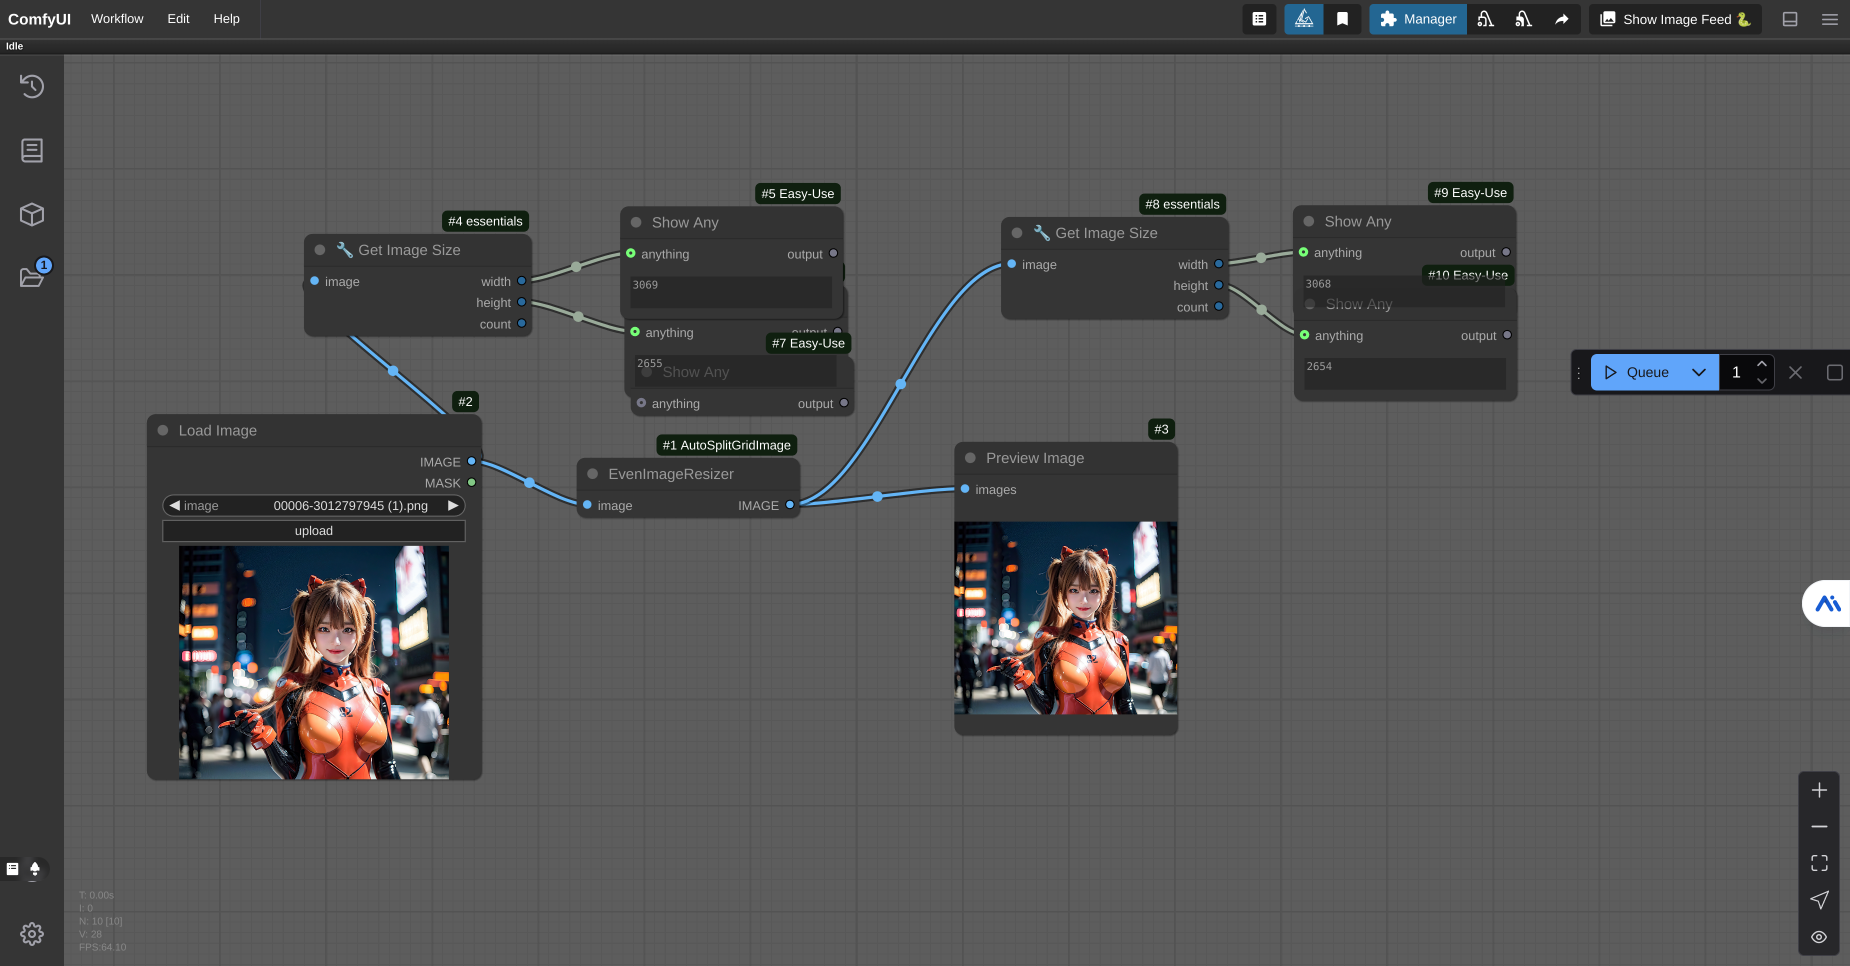 ComfyUI Workflow Edit Help Manager Show Image Feed
Idle
1
#5 Easy-Use
Show Any
anything output
3069
#4 essentials
Get Image Size
image width
height
count
anything output
2655
#7 Easy-Use
Show Any
anything output
#8 essentials
Get Image Size
image width
height
count
#9 Easy-Use
Show Any
anything output
3068
#10 Easy-Use
Show Any
anything output
2654
Queue 1
#2
Load Image
IMAGE
MASK
image 00006-3012797945 (1).png
upload
#1 AutoSplitGridImage
EvenImageResizer
image IMAGE
#3
Preview Image
images
T: 0.00s
I: 0
N: 10 [10]
V: 28
FPS:64.10